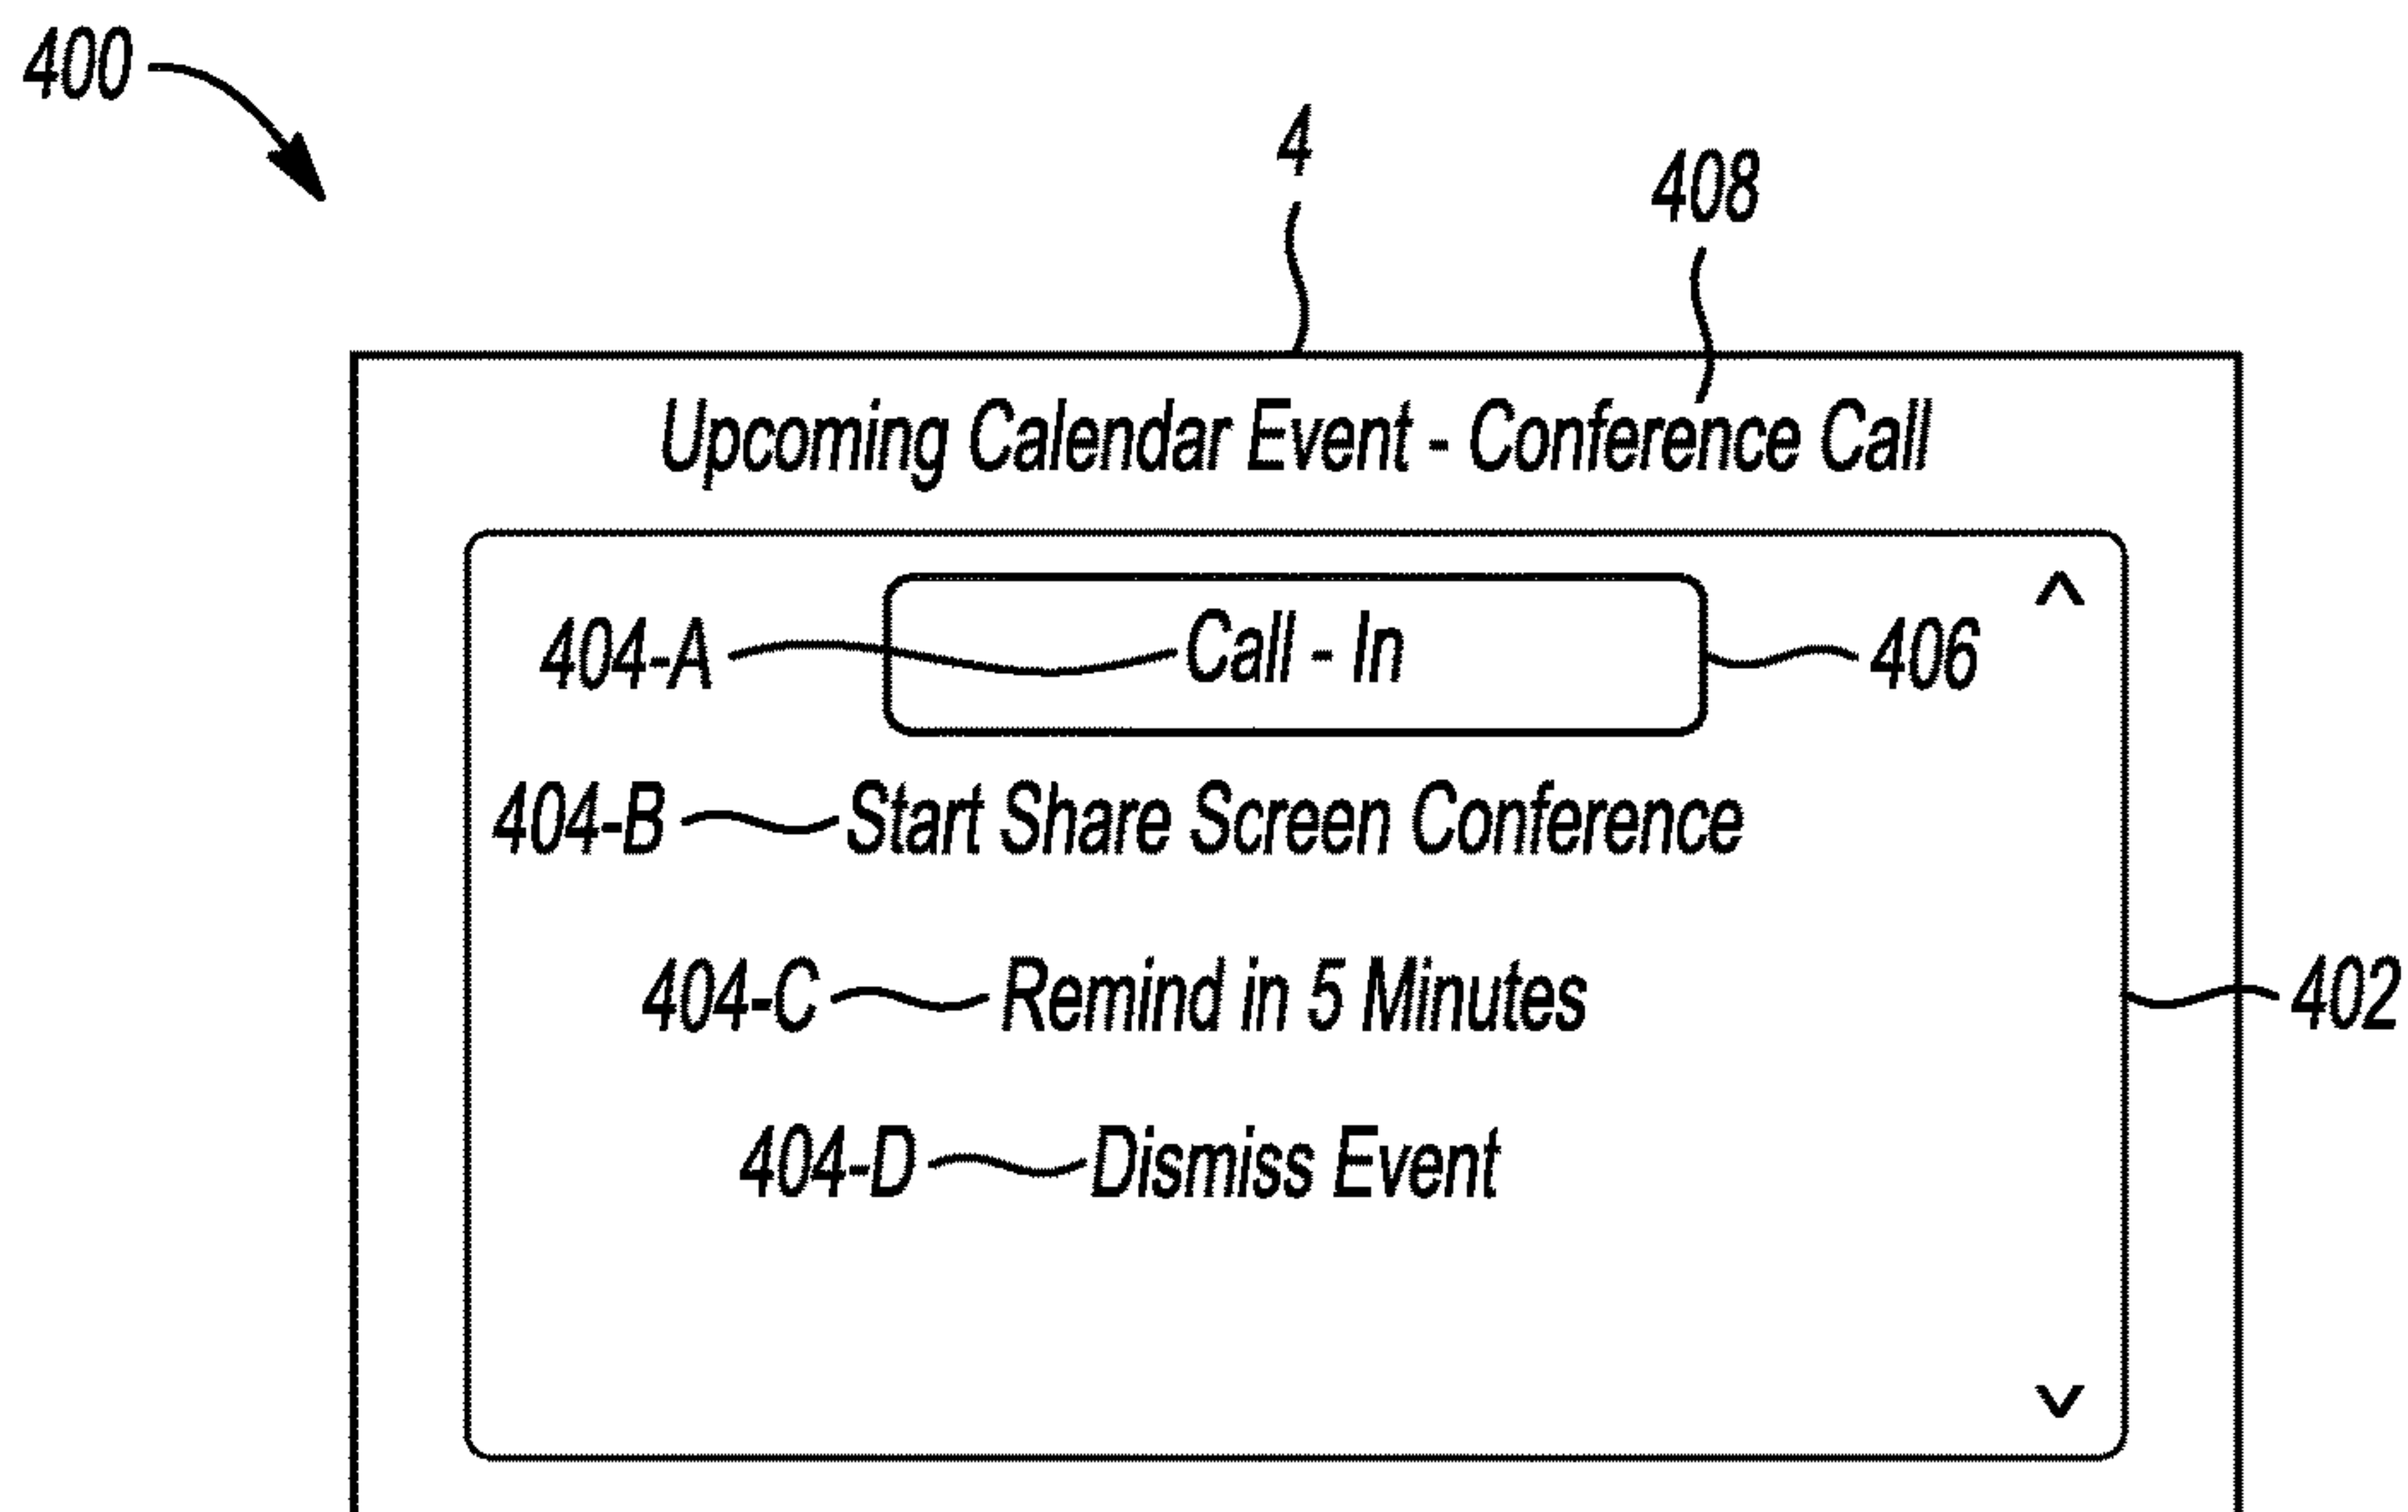 400
4
408
Upcoming Calendar Event - Conference Call
404-A Call - In 406
404-B Start Share Screen Conference
404-C Remind in 5 Minutes
402
404-D Dismiss Event